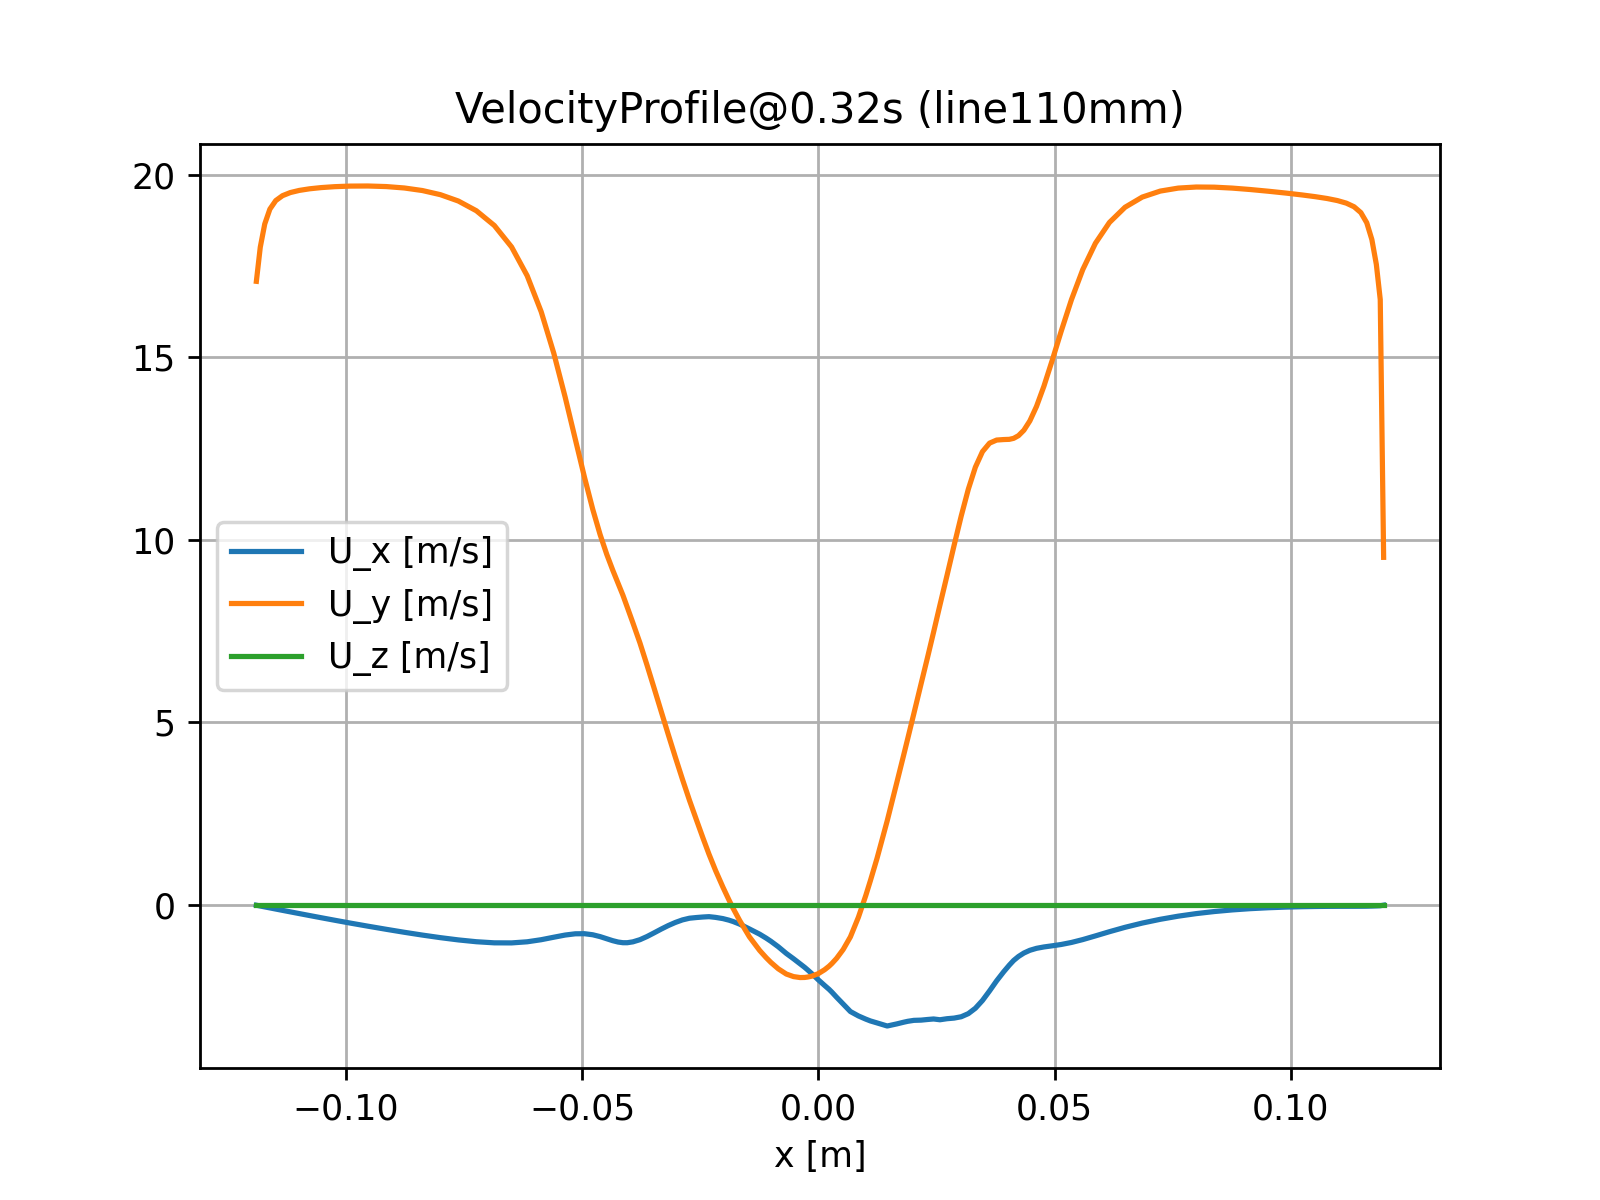 VelocityProfile@0.32s (line110mm)
20
15
10
5
0
U_x [m/s]
U_y [m/s]
U_z [m/s]
−0.10 −0.05 0.00 0.05 0.10
x [m]